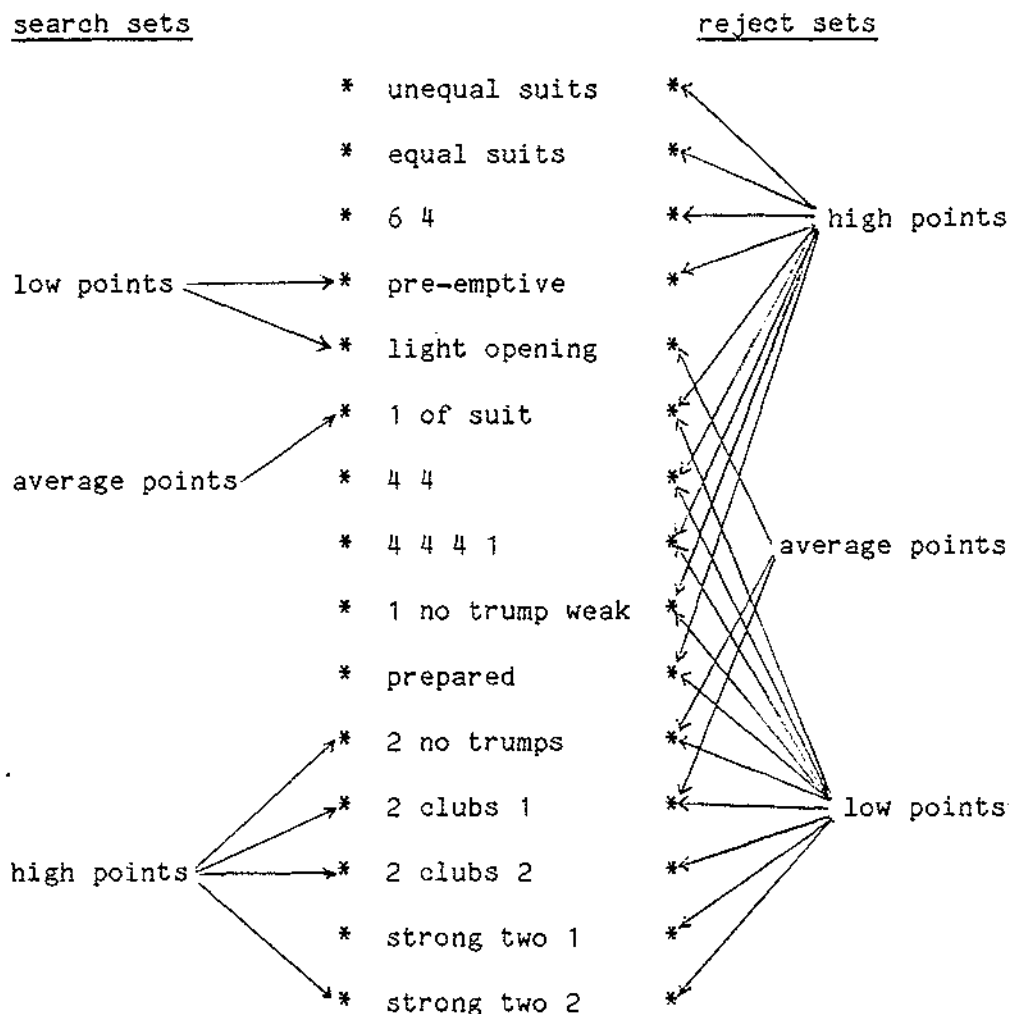 search sets reject sets
* unequal suits *
* equal suits *
* 6 4 * high points
low points * pre-emptive *
* light opening *
* 1 of suit *
average points * 4 4 *
* 4 4 4 1 * average points
* 1 no trump weak *
* prepared *
* 2 no trumps *
* 2 clubs 1 * low points
high points * 2 clubs 2 *
* strong two 1 *
* strong two 2 *